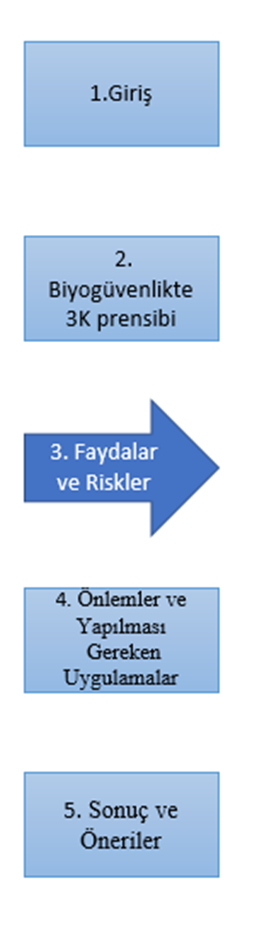 1.Giriş
2.
Biyogüvenlikte
3K prensibi
3. Faydalar
ve Riskler
4. Önlemler ve
Yapılması
Gereken
Uygulamalar
5. Sonuç ve
Öneriler